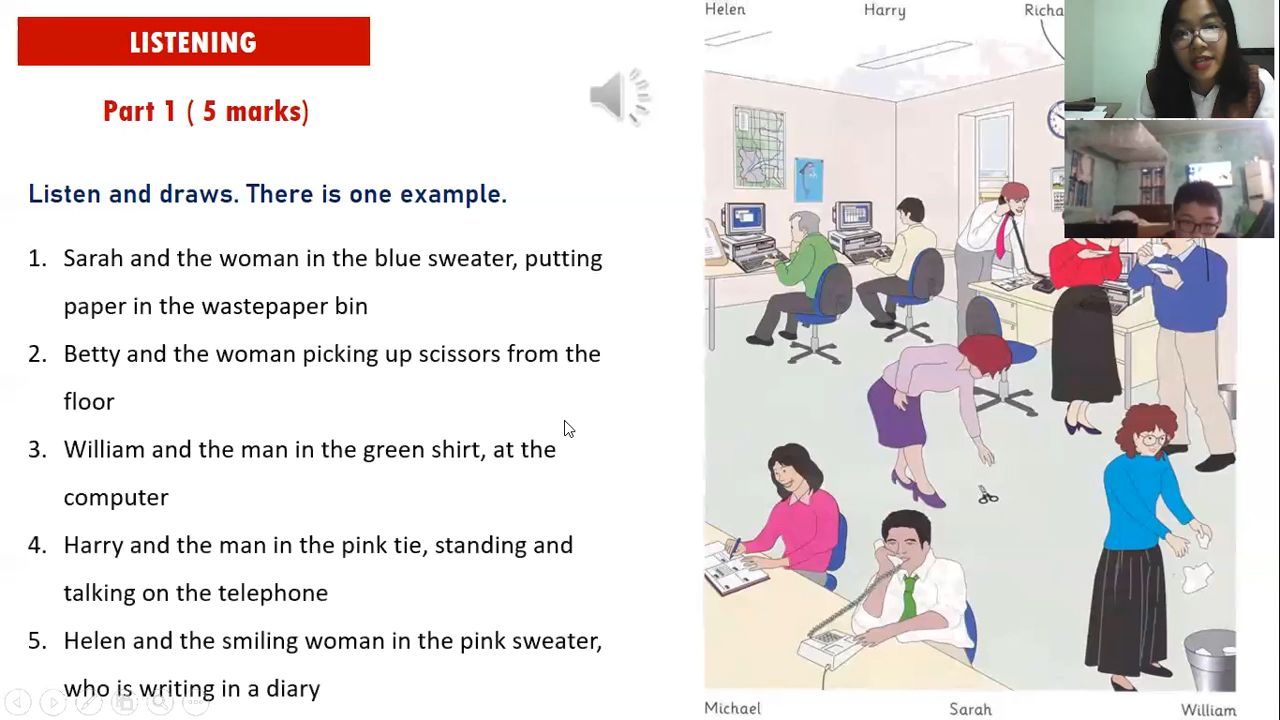 LISTENING
Part 1 ( 5 marks)
Listen and draws. There is one example.
1. Sarah and the woman in the blue sweater, putting
paper in the wastepaper bin
2. Betty and the woman picking up scissors from the
floor
3. William and the man in the green shirt, at the
computer
4. Harry and the man in the pink tie, standing and
talking on the telephone
5. Helen and the smiling woman in the pink sweater,
who is writing in a diary
Helen Harry Richa
Michael Sarah William